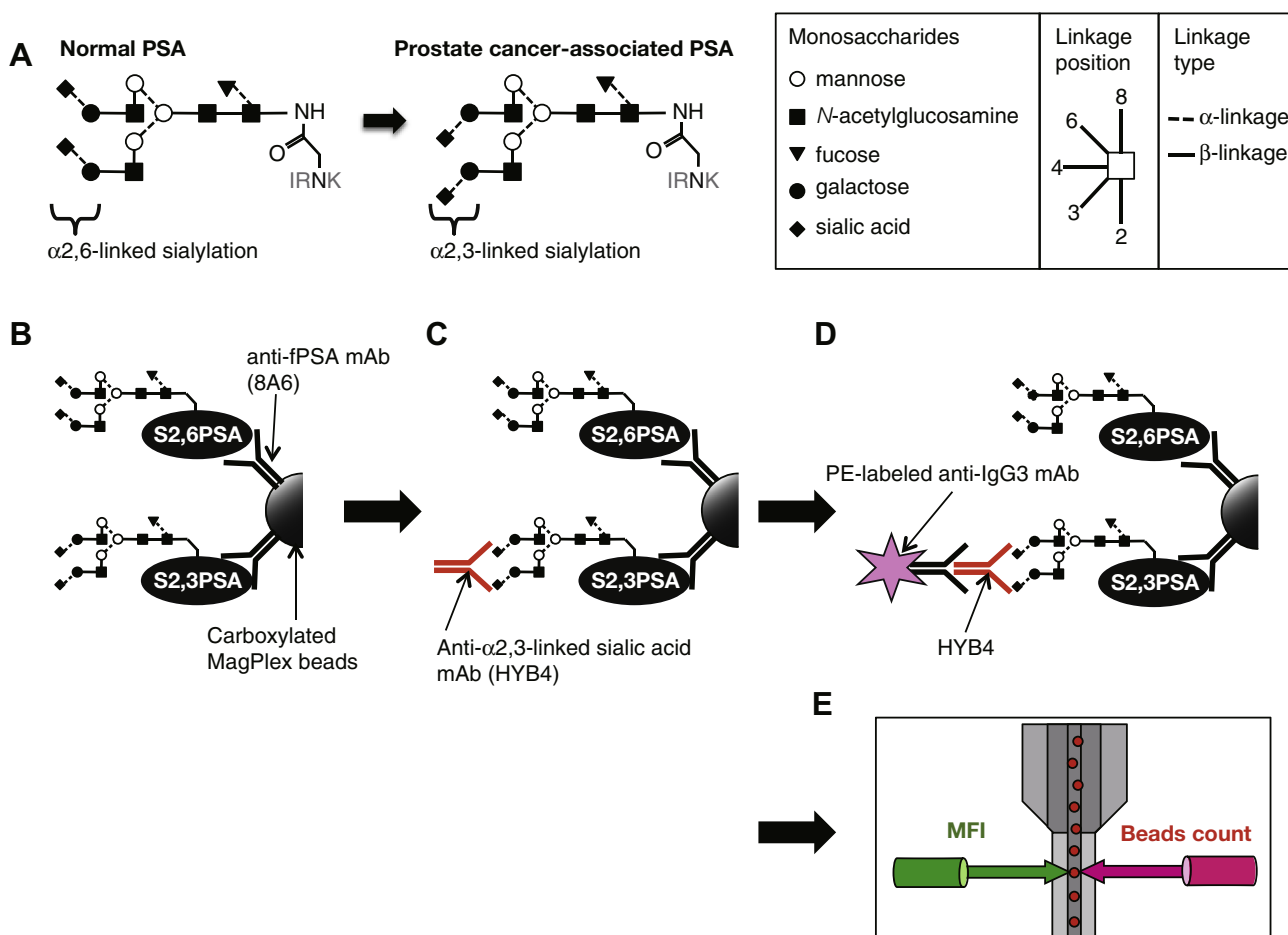 A
Normal PSA
Prostate cancer-associated PSA
NH
O
IRNK
α2,6-linked sialylation
NH
O
IRNK
α2,3-linked sialylation
Monosaccharides
mannose
N-acetylglucosamine
fucose
galactose
sialic acid
Linkage
position
8
6
4
3
2
Linkage
type
α-linkage
β-linkage
B
anti-fPSA mAb
(8A6)
S2,6PSA
S2,3PSA
Carboxylated
MagPlex beads
C
S2,6PSA
S2,3PSA
Anti-α2,3-linked sialic acid
mAb (HYB4)
D
S2,6PSA
PE-labeled anti-IgG3 mAb
S2,3PSA
HYB4
E
MFI
Beads count